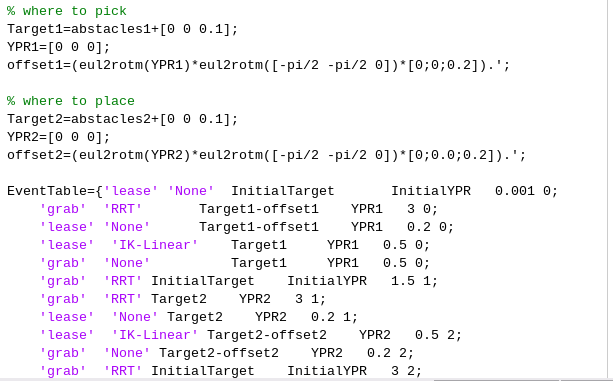 % where to pick
Target1=abstacles1+[0 0 0.1];
YPR1=[0 0 0];
offset1=(eul2rotm(YPR1)*eul2rotm([-pi/2 -pi/2 0])*[0;0;0.2]).';
% where to place
Target2=abstacles2+[0 0 0.1];
YPR2=[0 0 0];
offset2=(eul2rotm(YPR2)*eul2rotm([-pi/2 -pi/2 0])*[0;0.0;0.2]).';
EventTable={'lease' 'None'  InitialTarget       InitialYPR   0.001 0;
    'grab'  'RRT'       Target1-offset1    YPR1   3 0;
    'lease' 'None'      Target1-offset1    YPR1   0.2 0;
    'lease'  'IK-Linear'    Target1     YPR1   0.5 0;
    'grab'  'None'          Target1     YPR1   0.5 0;
    'grab'  'RRT' InitialTarget    InitialYPR   1.5 1;
    'grab'  'RRT' Target2    YPR2   3 1;
    'lease'  'None' Target2    YPR2   0.2 1;
    'lease'  'IK-Linear' Target2-offset2    YPR2   0.5 2;
    'grab'  'None' Target2-offset2    YPR2   0.2 2;
    'grab'  'RRT' InitialTarget    InitialYPR   3 2;